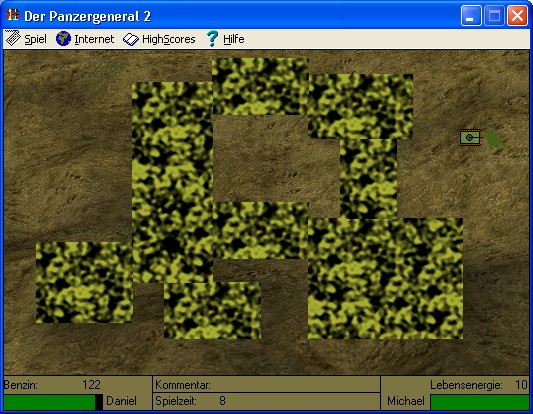 Der Panzergeneral 2
Spiel Internet HighScores Hilfe
Benzin: 122 Kommentar: Lebensenergie: 10
Daniel Spielzeit: 8 Michael